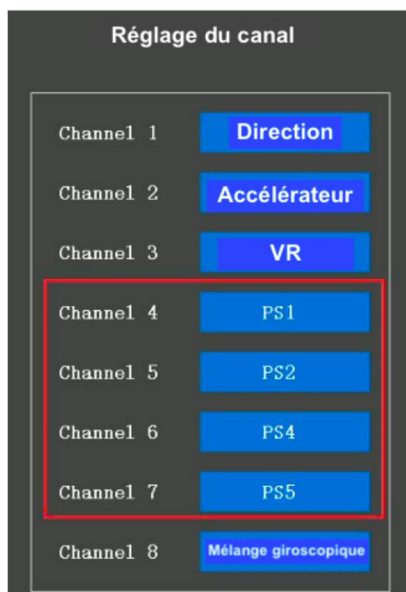 Réglage du canal
Channel 1 Direction
Channel 2 Accélérateur
Channel 3 VR
Channel 4 PS1
Channel 5 PS2
Channel 6 PS4
Channel 7 PS5
Channel 8 Mélange giroscopique